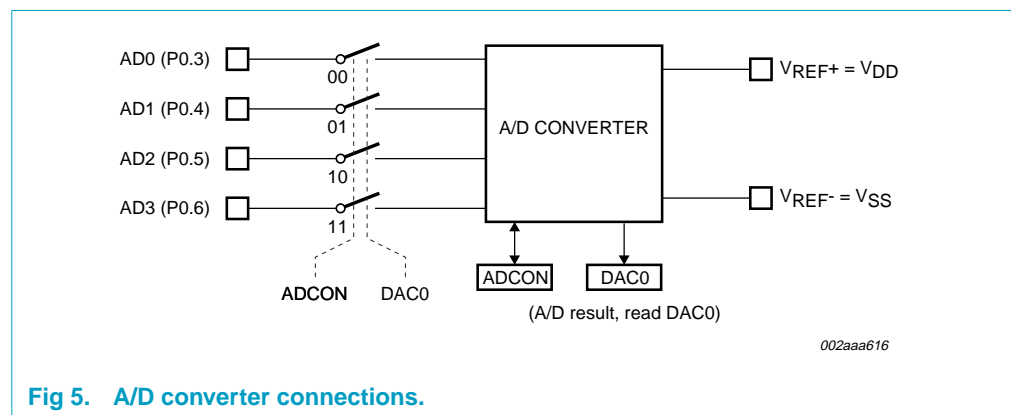 AD0 (P0.3)
00
AD1 (P0.4)
01
AD2 (P0.5)
10
AD3 (P0.6)
11
ADCON DAC0
A/D CONVERTER
VREF+ = VDD
VREF- = VSS
ADCON DAC0
(A/D result, read DAC0)
002aaa616
Fig 5. A/D converter connections.